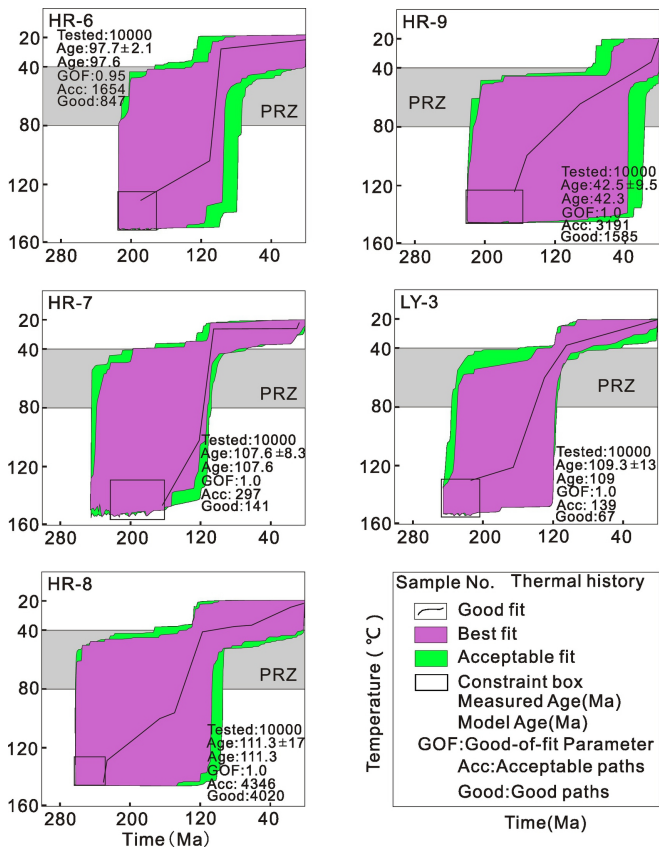 HR-6
Tested:10000
Age:97.7±2.1
Age:97.6
GOF:0.95
Acc: 1654
Good:847
PRZ
20
40
80
120
160
280
200
120
40
HR-9
20
40
80
120
160
PRZ
Tested:10000
Age:42.5±9.5
Age:42.3
GOF:1.0
Acc: 3191
Good:1585
280
200
120
40
HR-7
20
40
80
120
160
PRZ
Tested:10000
Age:107.6±8.3
Age:107.6
GOF:1.0
Acc: 297
Good:141
280
200
120
40
LY-3
20
40
80
120
160
PRZ
Tested:10000
Age:109.3±13
Age:109
GOF:1.0
Acc: 139
Good:67
280
200
120
40
HR-8
20
40
80
120
160
PRZ
Tested:10000
Age:111.3±17
Age:111.3
GOF:1.0
Acc: 4346
Good:4020
280
200
120
40
Time(Ma)
Temperature(℃)
Sample No. Thermal history
Good fit
Best fit
Acceptable fit
Constraint box
Measured Age(Ma)
Model Age(Ma)
GOF:Good-of-fit Parameter
Acc:Acceptable paths
Good:Good paths
Time(Ma)